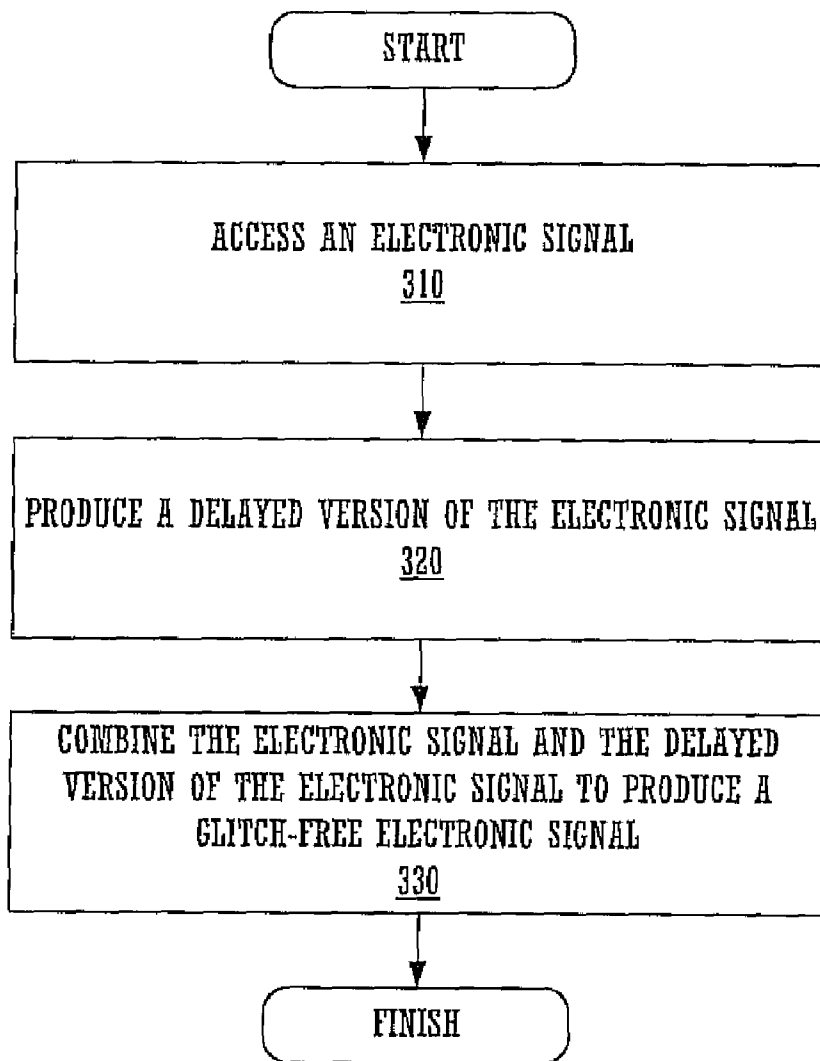 START
ACCESS AN ELECTRONIC SIGNAL
310
PRODUCE A DELAYED VERSION OF THE ELECTRONIC SIGNAL
320
COMBINE THE ELECTRONIC SIGNAL AND THE DELAYED
VERSION OF THE ELECTRONIC SIGNAL TO PRODUCE A
GLITCH-FREE ELECTRONIC SIGNAL
330
FINISH